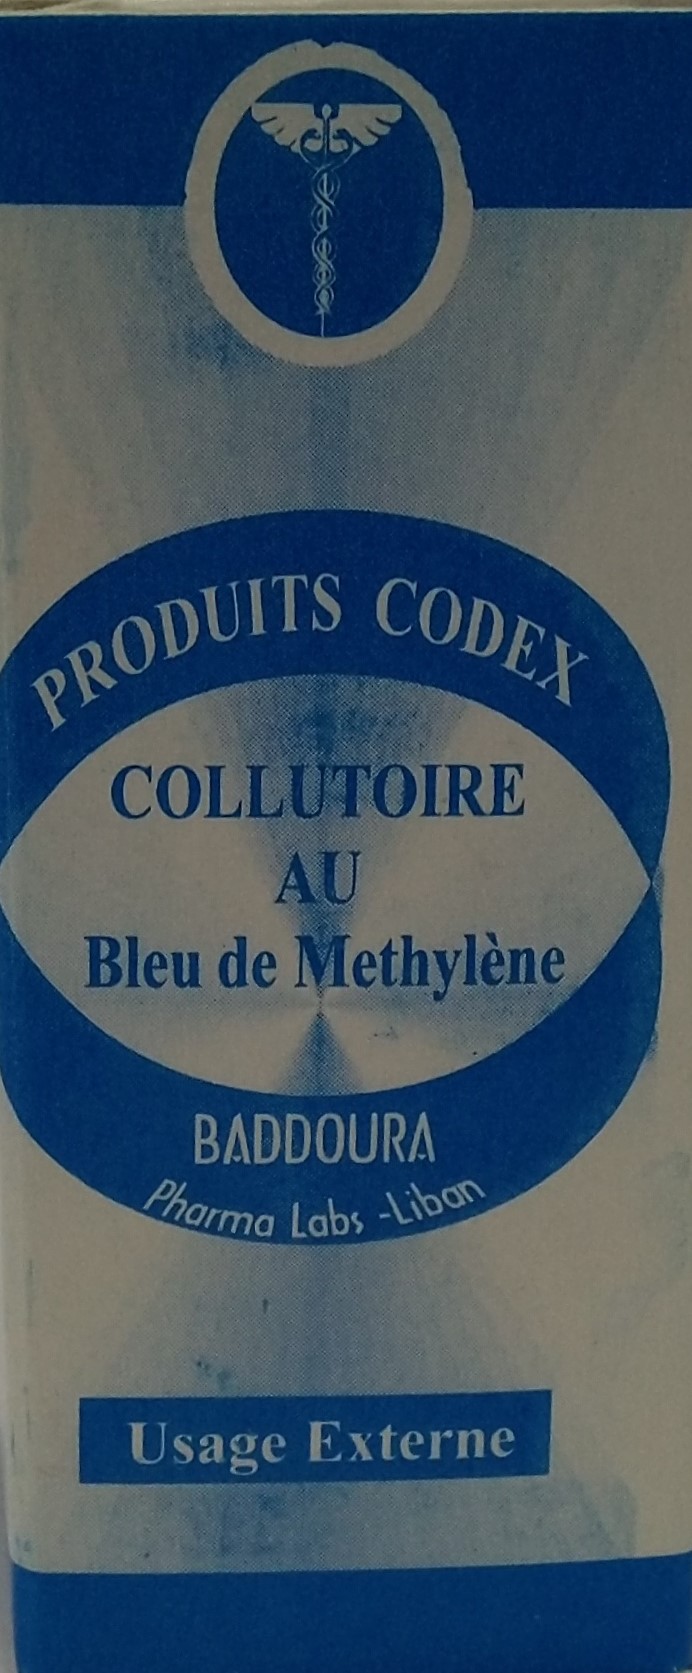 PRODUITS CODEX
COLLUTOIRE
AU
Bleu de Methylène
BADDOURA
Pharma Labs -Liban
Usage Externe